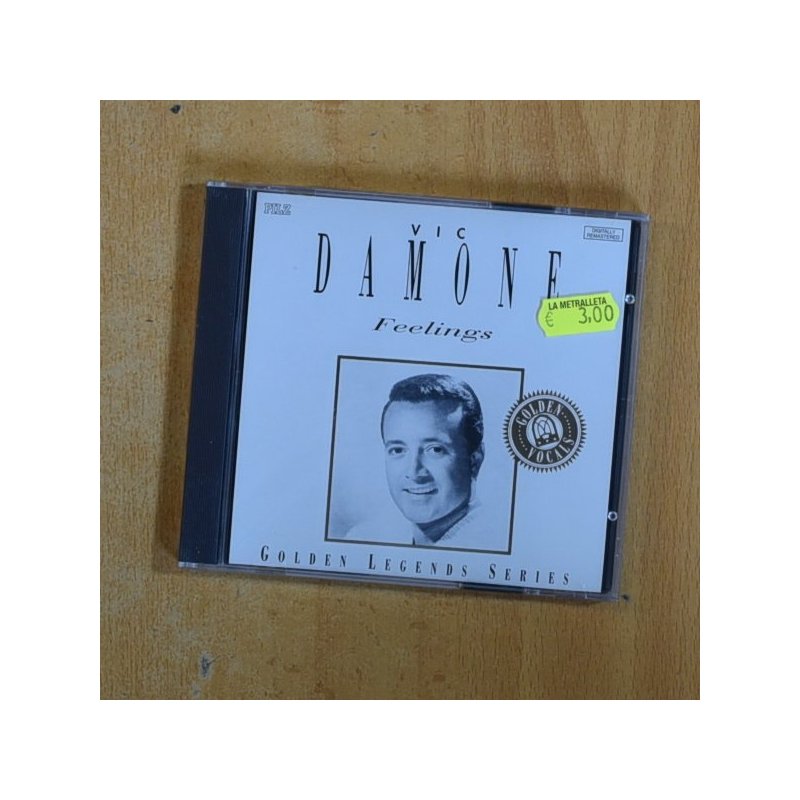 PILZ
DIGITALLY
REMASTERED
VIC
DAMONE
LA METRALLETA
€ 3,00
Feelings
GOLDEN
VOCALS
GOLDEN LEGENDS SERIES